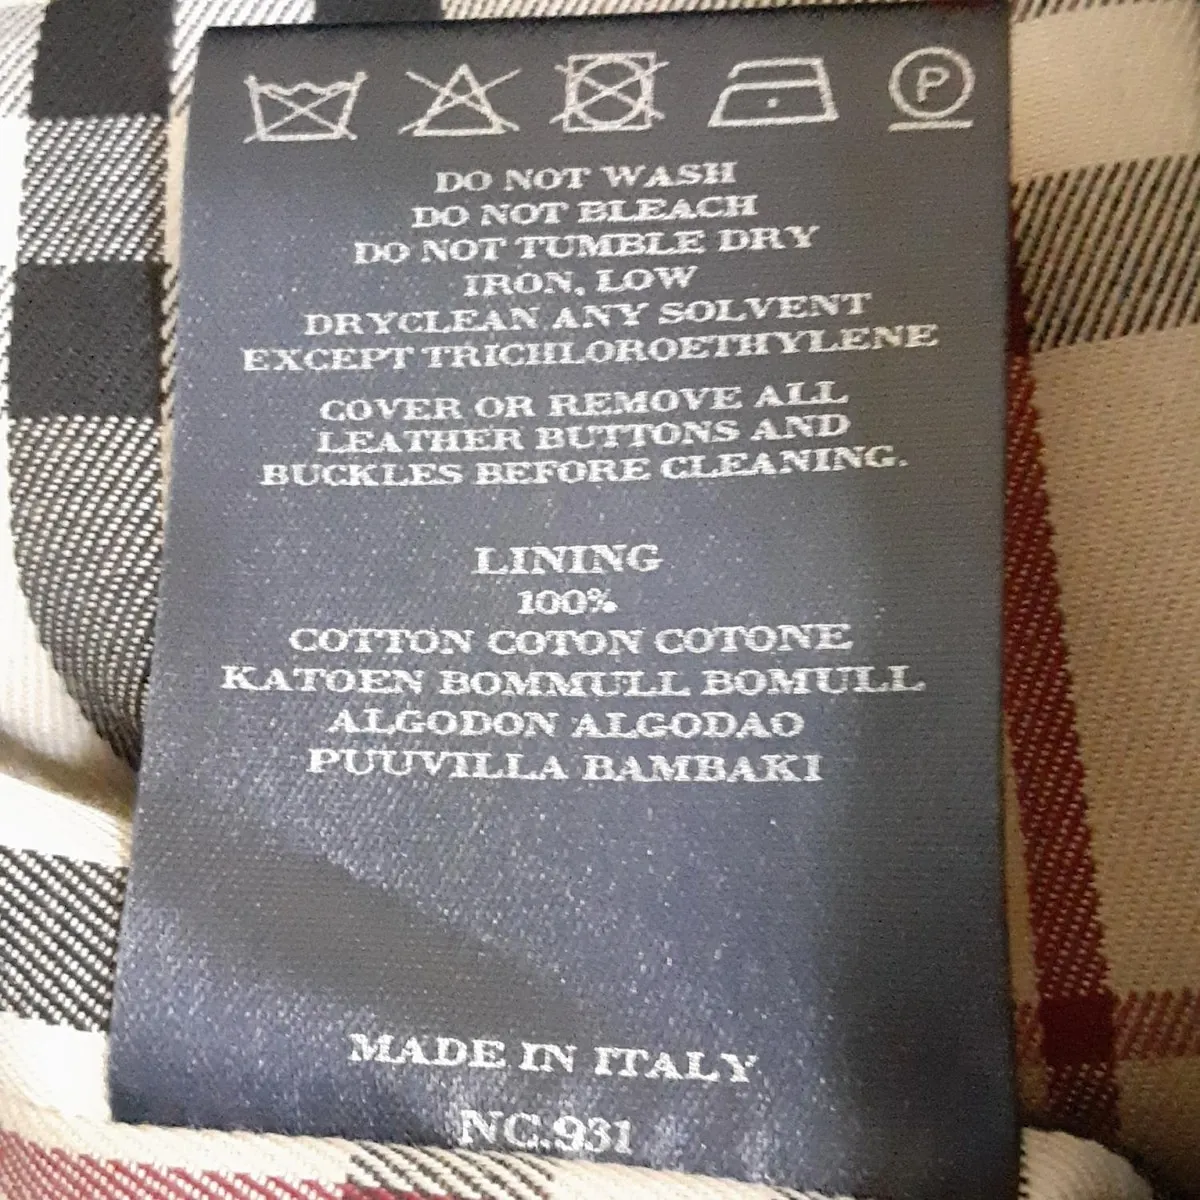 P
DO NOT WASH
DO NOT BLEACH
DO NOT TUMBLE DRY
IRON, LOW
DRYCLEAN ANY SOLVENT
EXCEPT TRICHLOROETHYLENE
COVER OR REMOVE ALL
LEATHER BUTTONS AND
BUCKLES BEFORE CLEANING.
LINING
100%
COTTON COTON COTONE
KATOEN BOMMULL BOMULL
ALGODON ALGODAO
PUUVILLA BAMBAKI
MADE IN ITALY
NC.931